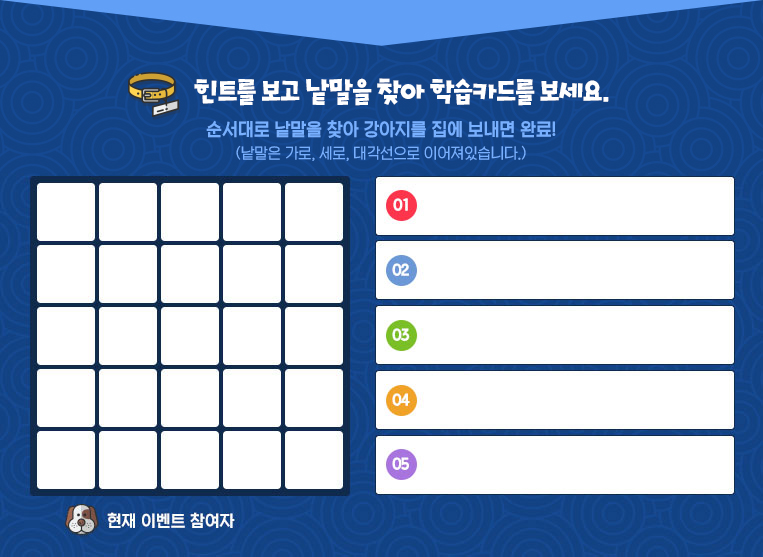 힌트를 보고 낱말을 찾아 학습카드를 보세요.
순서대로 낱말을 찾아 강아지를 집에 보내면 완료!
(낱말은 가로, 세로, 대각선으로 이어져있습니다.)
01
02
03
04
05
현재 이벤트 참여자